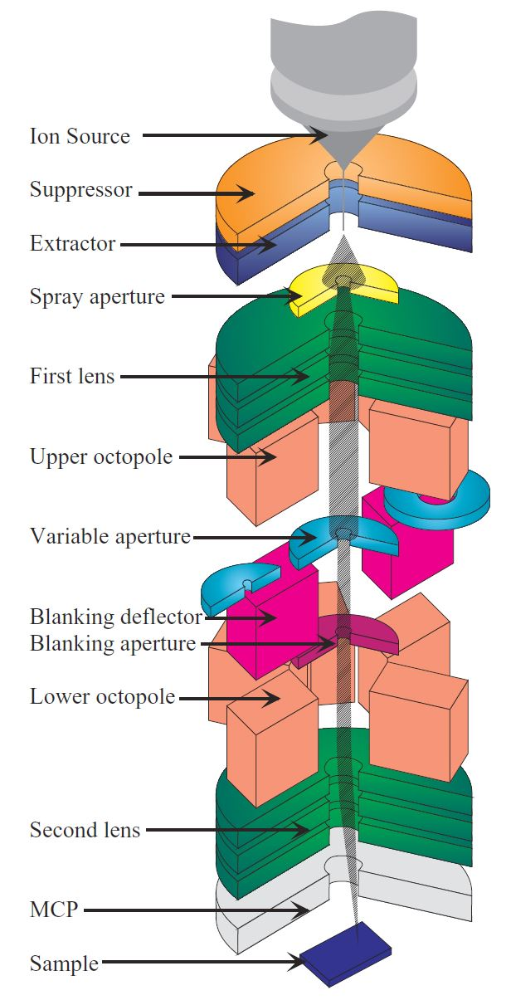 Ion Source
Suppressor
Extractor
Spray aperture
First lens
Upper octopole
Variable aperture
Blanking deflector
Blanking aperture
Lower octopole
Second lens
MCP
Sample